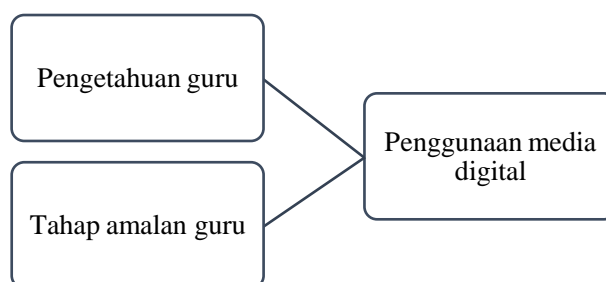 Pengetahuan guru
Tahap amalan guru
Penggunaan media
digital